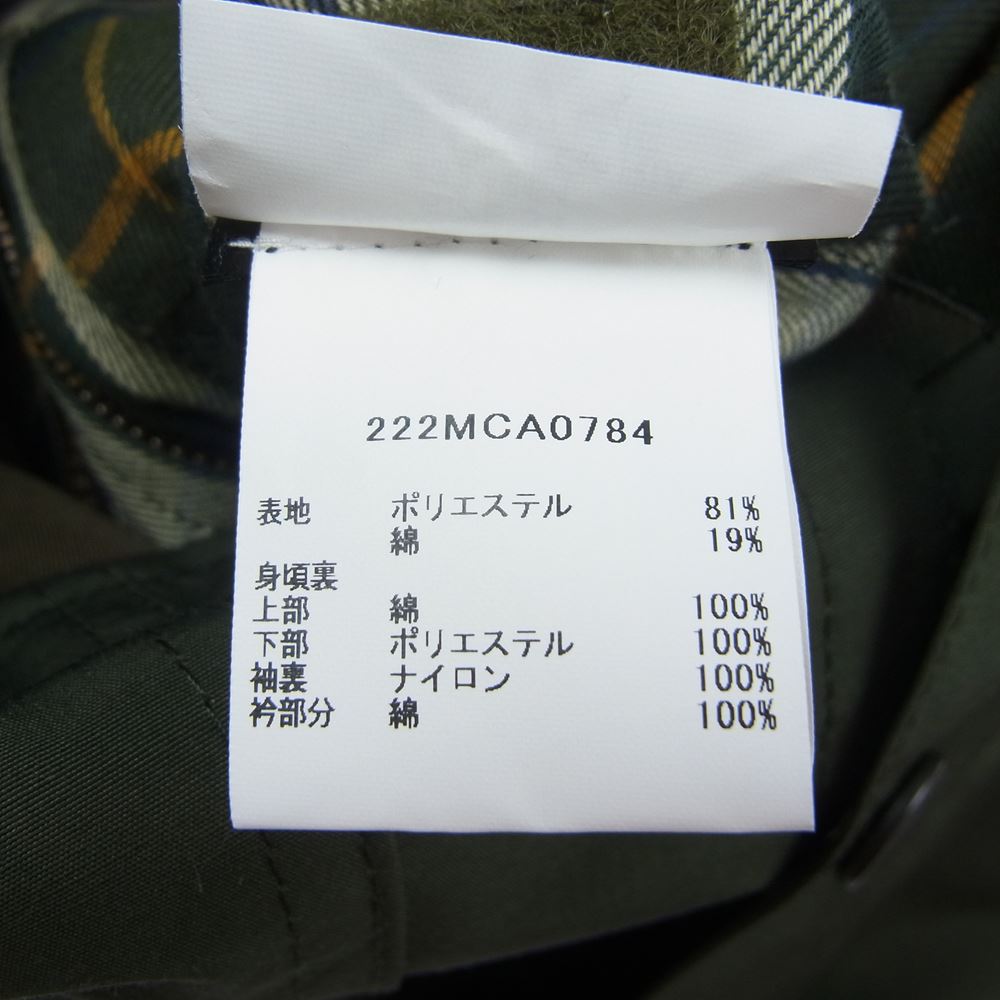 222MCA0784
表地 ポリエステル 81%
綿 19%
身頃裏
上部 綿 100%
下部 ポリエステル 100%
袖裏 ナイロン 100%
衿部分 綿 100%